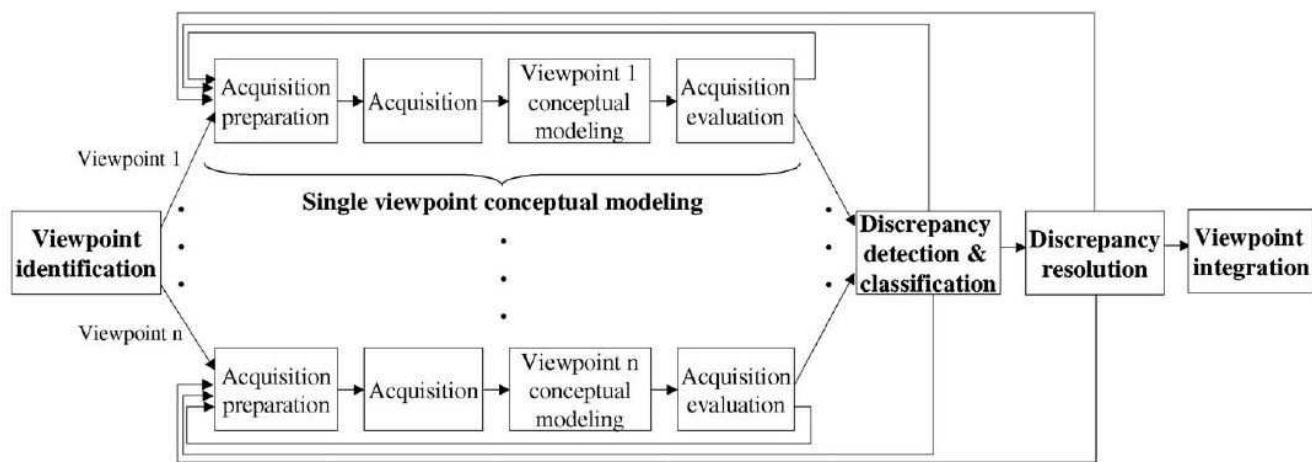 Acquisition
preparation
Acquisition
Viewpoint 1
conceptual
modeling
Acquisition
evaluation
Viewpoint 1
Single viewpoint conceptual modeling
Viewpoint
identification
Discrepancy
detection &
classification
Discrepancy
resolution
Viewpoint
integration
Viewpoint n
Acquisition
preparation
Acquisition
Viewpoint n
conceptual
modeling
Acquisition
evaluation